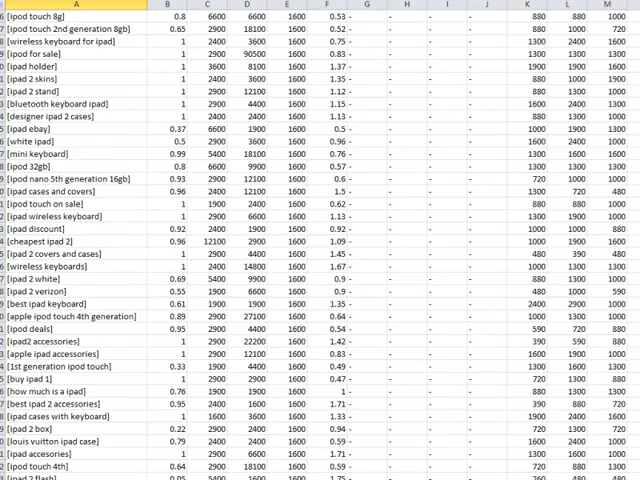 A B C D E F G H I J K L M
6 [ipod touch 8g] 0.8 6600 6600 1600 0.53 - - - - 880 880 1000
7 [ipod touch 2nd generation 8gb] 0.65 2900 18100 1600 0.52 - - - - 880 1000 720
8 [wireless keyboard for ipad] 1 2400 3600 1600 0.75 - - - - 1300 2400 1600
9 [ipod for sale] 1 2900 90500 1600 0.83 - - - - 1300 1300 1300
0 [ipad holder] 1 3600 8100 1600 1.37 - - - - 1900 1900 1600
1 [ipad 2 skins] 1 2400 3600 1600 1.35 - - - - 880 1000 1900
2 [ipad 2 stand] 1 2900 12100 1600 1.12 - - - - 880 1300 1000
3 [bluetooth keyboard ipad] 1 2900 4400 1600 1.15 - - - - 1600 2400 1300
4 [designer ipad 2 cases] 1 2400 2400 1600 1.13 - - - - 880 1300 1000
5 [ipad ebay] 0.37 6600 1900 1600 0.5 - - - - 1000 1900 1300
6 [white ipad] 0.5 2900 3600 1600 0.96 - - - - 1600 1300 1000
7 [mini keyboard] 0.99 5400 18100 1600 0.76 - - - - 1300 1600 1600
8 [ipod 32gb] 0.8 6600 9900 1600 0.57 - - - - 1300 1300 1300
9 [ipod nano 5th generation 16gb] 0.93 2900 12100 1600 0.6 - - - - 720 1000 1000
0 [ipad cases and covers] 0.96 2400 12100 1600 1.5 - - - - 1300 720 480
1 [ipod touch on sale] 1 1900 2400 1600 0.62 - - - - 880 880 1000
2 [ipad wireless keyboard] 1 2900 6600 1600 1.13 - - - - 1300 1900 1000
3 [ipad discount] 0.92 2400 1900 1600 0.92 - - - - 1000 1000 880
4 [cheapest ipad 2] 0.96 12100 2900 1600 1.09 - - - - 1000 1900 1600
5 [ipad 2 covers and cases] 1 2900 4400 1600 1.45 - - - - 480 390 480
6 [wireless keyboards] 1 2400 14800 1600 1.67 - - - - 1000 1300 1300
7 [ipad 2 white] 0.69 5400 9900 1600 0.9 - - - - 880 1300 1000
8 [ipad 2 verizon] 0.55 1900 6600 1600 0.9 - - - - 480 1000 590
9 [best ipad keyboard] 0.61 1900 1900 1600 1.35 - - - - 2400 2900 1000
0 [apple ipod touch 4th generation] 0.89 2900 27100 1600 0.64 - - - - 1000 1300 1000
1 [ipod deals] 0.95 2900 4400 1600 0.54 - - - - 590 720 880
2 [ipad2 accessories] 1 2900 22200 1600 1.42 - - - - 390 590 880
3 [apple ipad accessories] 1 2900 12100 1600 0.83 - - - - 1600 1900 1000
4 [1st generation ipod touch] 0.33 1900 4400 1600 0.49 - - - - 1300 1600 1300
5 [buy ipad 1] 1 2900 2900 1600 0.47 - - - - 720 1300 880
6 [how much is a ipad] 0.76 1900 1900 1600 1 - - - - 880 1300 1300
7 [best ipad 2 accessories] 0.95 2400 1600 1600 1.71 - - - - 390 880 720
8 [ipad cases with keyboard] 1 1600 3600 1600 1.33 - - - - 1900 2400 1600
9 [ipad 2 box] 0.22 2900 2400 1600 0.94 - - - - 720 1300 720
0 [louis vuitton ipad case] 0.79 2400 2400 1600 0.59 - - - - 1600 2400 1000
1 [ipad accesories] 1 2900 6600 1600 1.71 - - - - 1300 1300 1000
2 [ipod touch 4th] 0.64 2900 18100 1600 0.59 - - - - 720 880 1300
3 [ipad 2 flash] 0.05 5400 1600 1600 1.75 - - - - 260 480 480